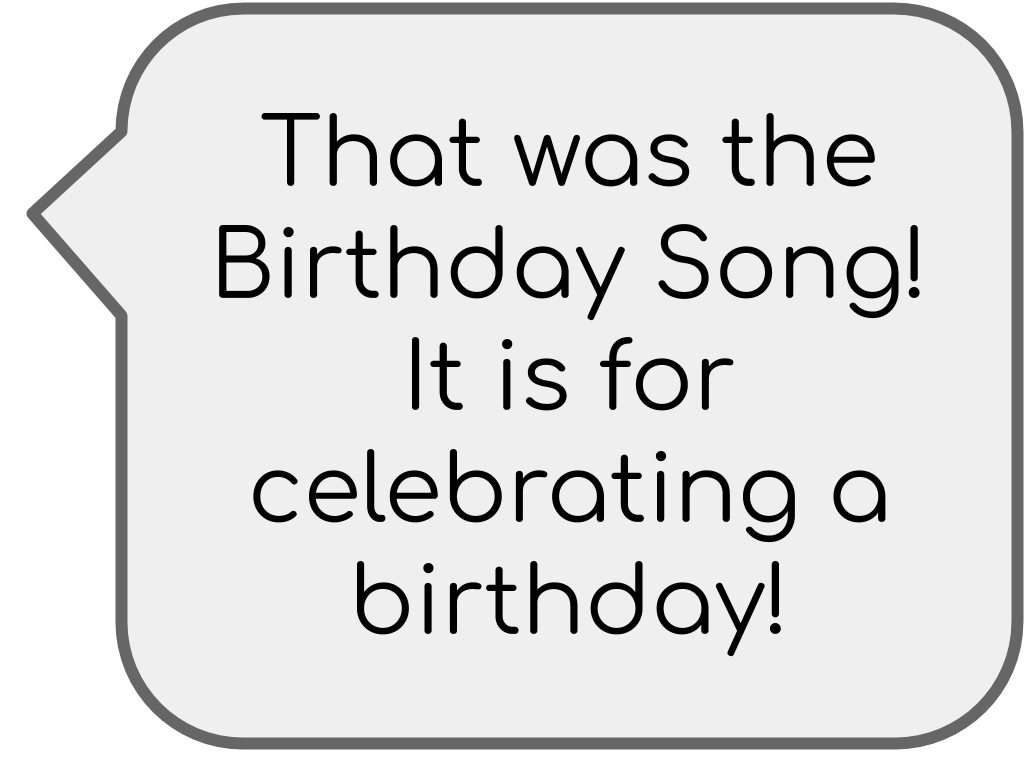 That was the
Birthday Song!
It is for
celebrating a
birthday!